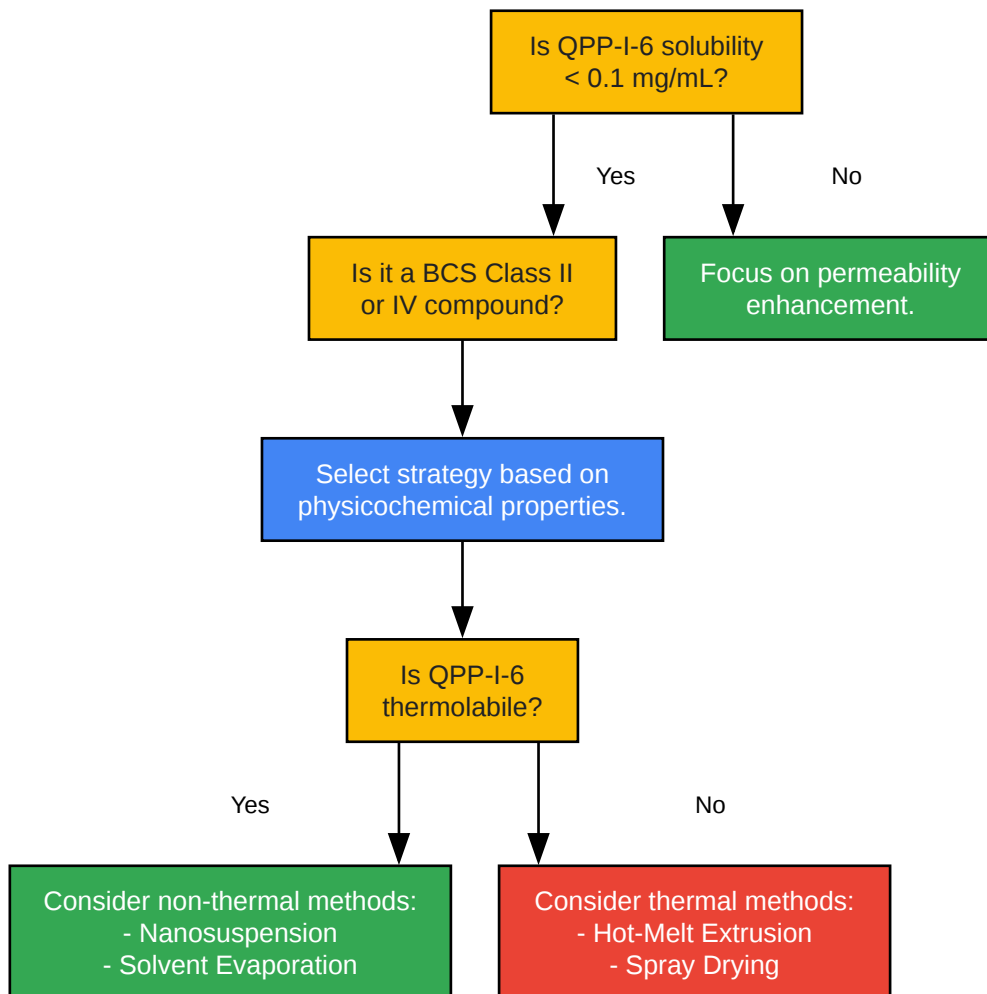 Is QPP-I-6 solubility
< 0.1 mg/mL?
Yes
No
Is it a BCS Class II
or IV compound?
Focus on permeability
enhancement.
Select strategy based on
physicochemical properties.
Is QPP-I-6
thermolabile?
Yes
No
Consider non-thermal methods:
- Nanosuspension
- Solvent Evaporation
Consider thermal methods:
- Hot-Melt Extrusion
- Spray Drying